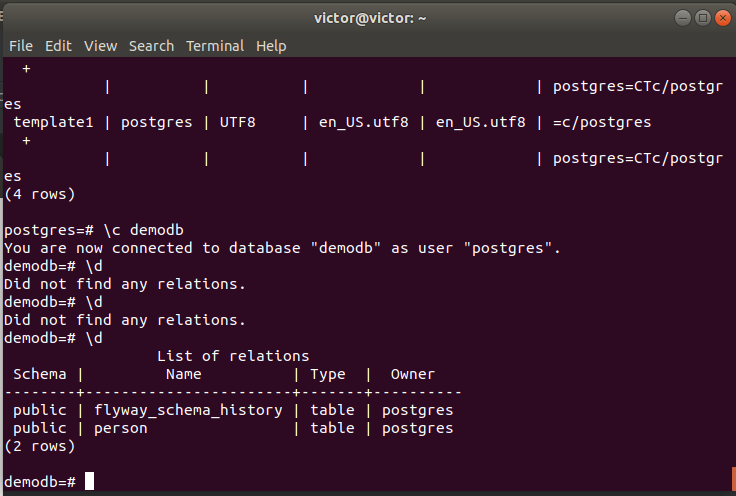 victor@victor: ~
File Edit View Search Terminal Help
+
| | | | | postgres=CTc/postgr
es
template1 | postgres | UTF8 | en_US.utf8 | en_US.utf8 | =c/postgres
+
| | | | | postgres=CTc/postgr
es
(4 rows)
postgres=# \c demodb
You are now connected to database "demodb" as user "postgres".
demodb=# \d
Did not find any relations.
demodb=# \d
Did not find any relations.
demodb=# \d
List of relations
Schema | Name | Type | Owner
--------+-----------------------+-------+----------
public | flyway_schema_history | table | postgres
public | person | table | postgres
(2 rows)
demodb=#